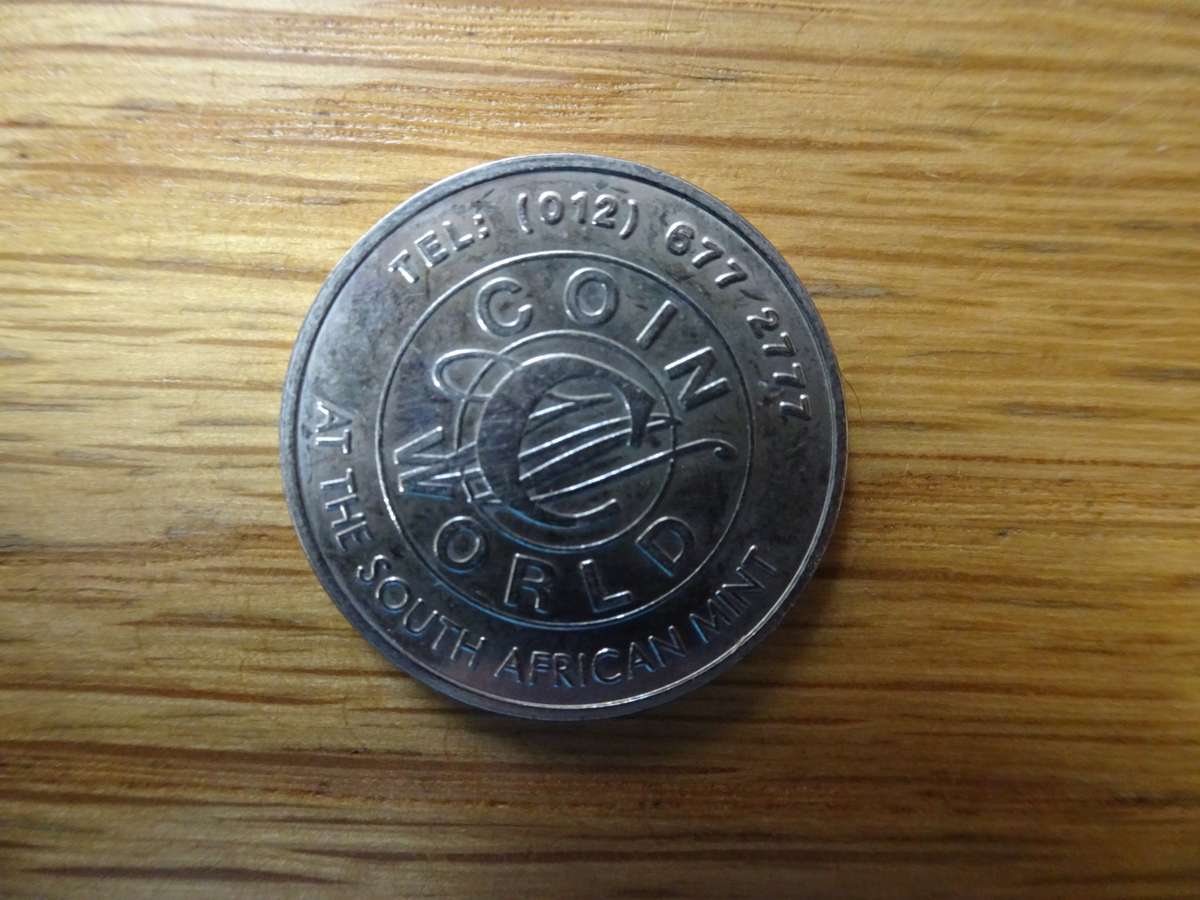 TEL: (012) 677-2777
COIN
WORLD
AT THE SOUTH AFRICAN MINT